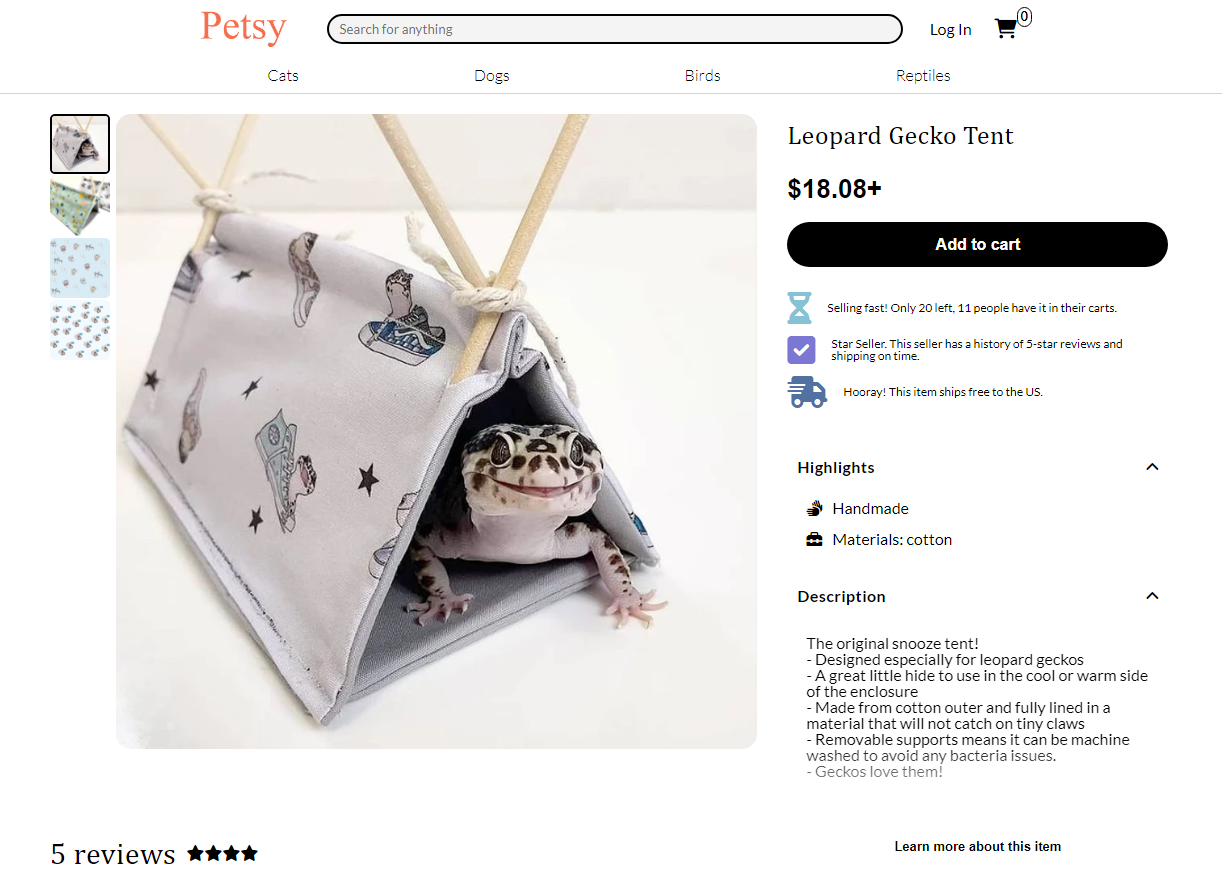 Petsy
Search for anything
Log In
0
Cats
Dogs
Birds
Reptiles
Leopard Gecko Tent
$18.08+
Add to cart
Selling fast! Only 20 left, 11 people have it in their carts.
Star Seller. This seller has a history of 5-star reviews and
shipping on time.
Hooray! This item ships free to the US.
Highlights
Handmade
Materials: cotton
Description
The original snooze tent!
- Designed especially for leopard geckos
- A great little hide to use in the cool or warm side
of the enclosure
- Made from cotton outer and fully lined in a
material that will not catch on tiny claws
- Removable supports means it can be machine
washed to avoid any bacteria issues.
- Geckos love them!
5 reviews
Learn more about this item